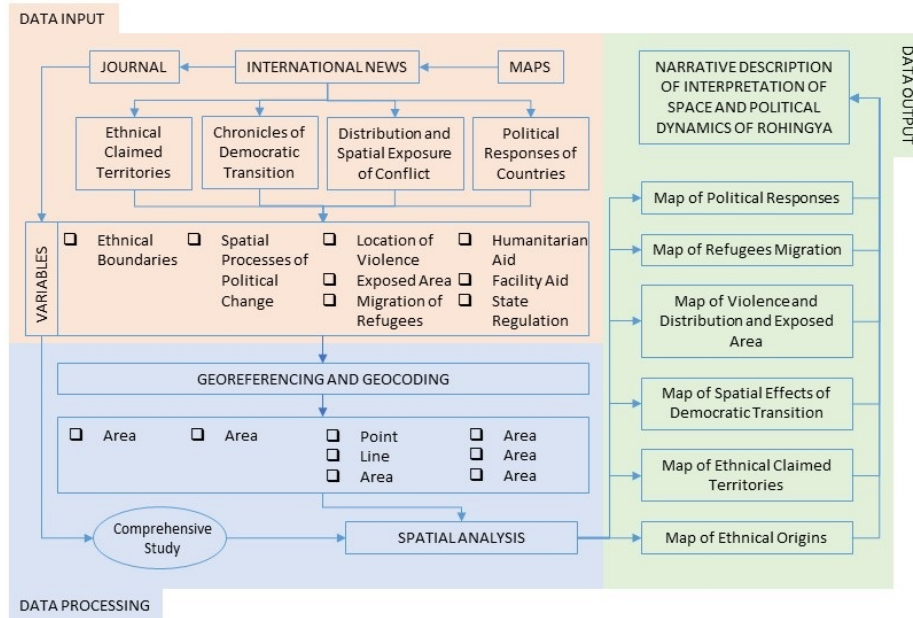 DATA INPUT
JOURNAL
INTERNATIONAL NEWS
MAPS
Ethnical
Claimed
Territories
Chronicles of
Democratic
Transition
Distribution and
Spatial Exposure
of Conflict
Political
Responses of
Countries
VARIABLES
Ethnical
Boundaries
Spatial
Processes of
Political
Change
Location of
Violence
Exposed Area
Migration of
Refugees
Humanitarian
Aid
Facility Aid
State
Regulation
GEOREFERENCING AND GEOCODING
Area
Area
Point
Line
Area
Area
Area
Area
Comprehensive
Study
SPATIAL ANALYSIS
DATA PROCESSING
DATA OUTPUT
NARRATIVE DESCRIPTION
OF INTERPRETATION OF
SPACE AND POLITICAL
DYNAMICS OF ROHINGYA
Map of Political Responses
Map of Refugees Migration
Map of Violence and
Distribution and Exposed
Area
Map of Spatial Effects of
Democratic Transition
Map of Ethnical Claimed
Territories
Map of Ethnical Origins